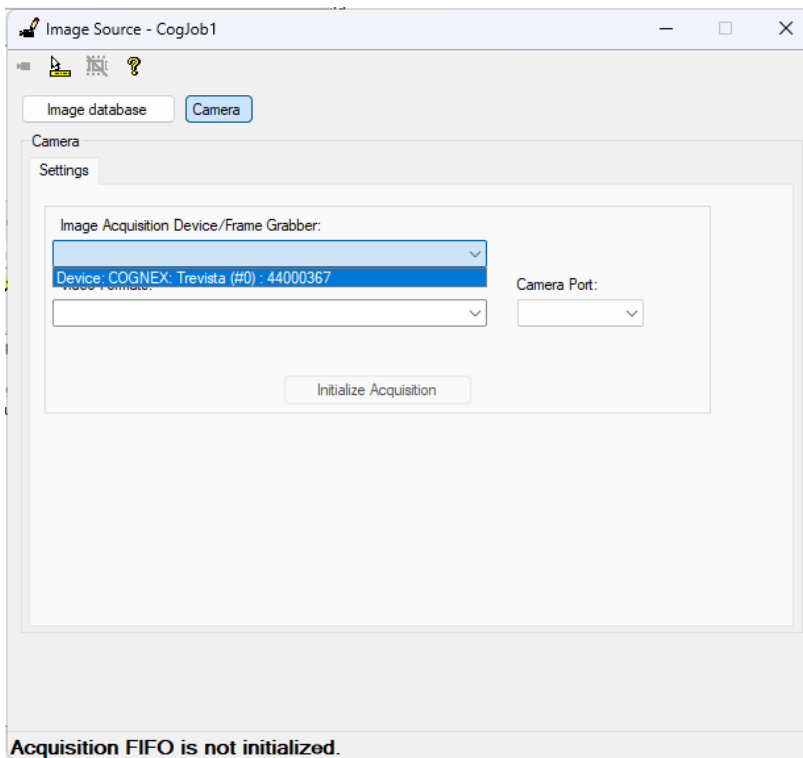 Image Source - CogJob1
Image database
Camera
Camera
Settings
Image Acquisition Device/Frame Grabber:
Device: COGNEX: Trevista (#0) : 44000367
Camera Port:
Initialize Acquisition
Acquisition FIFO is not initialized.